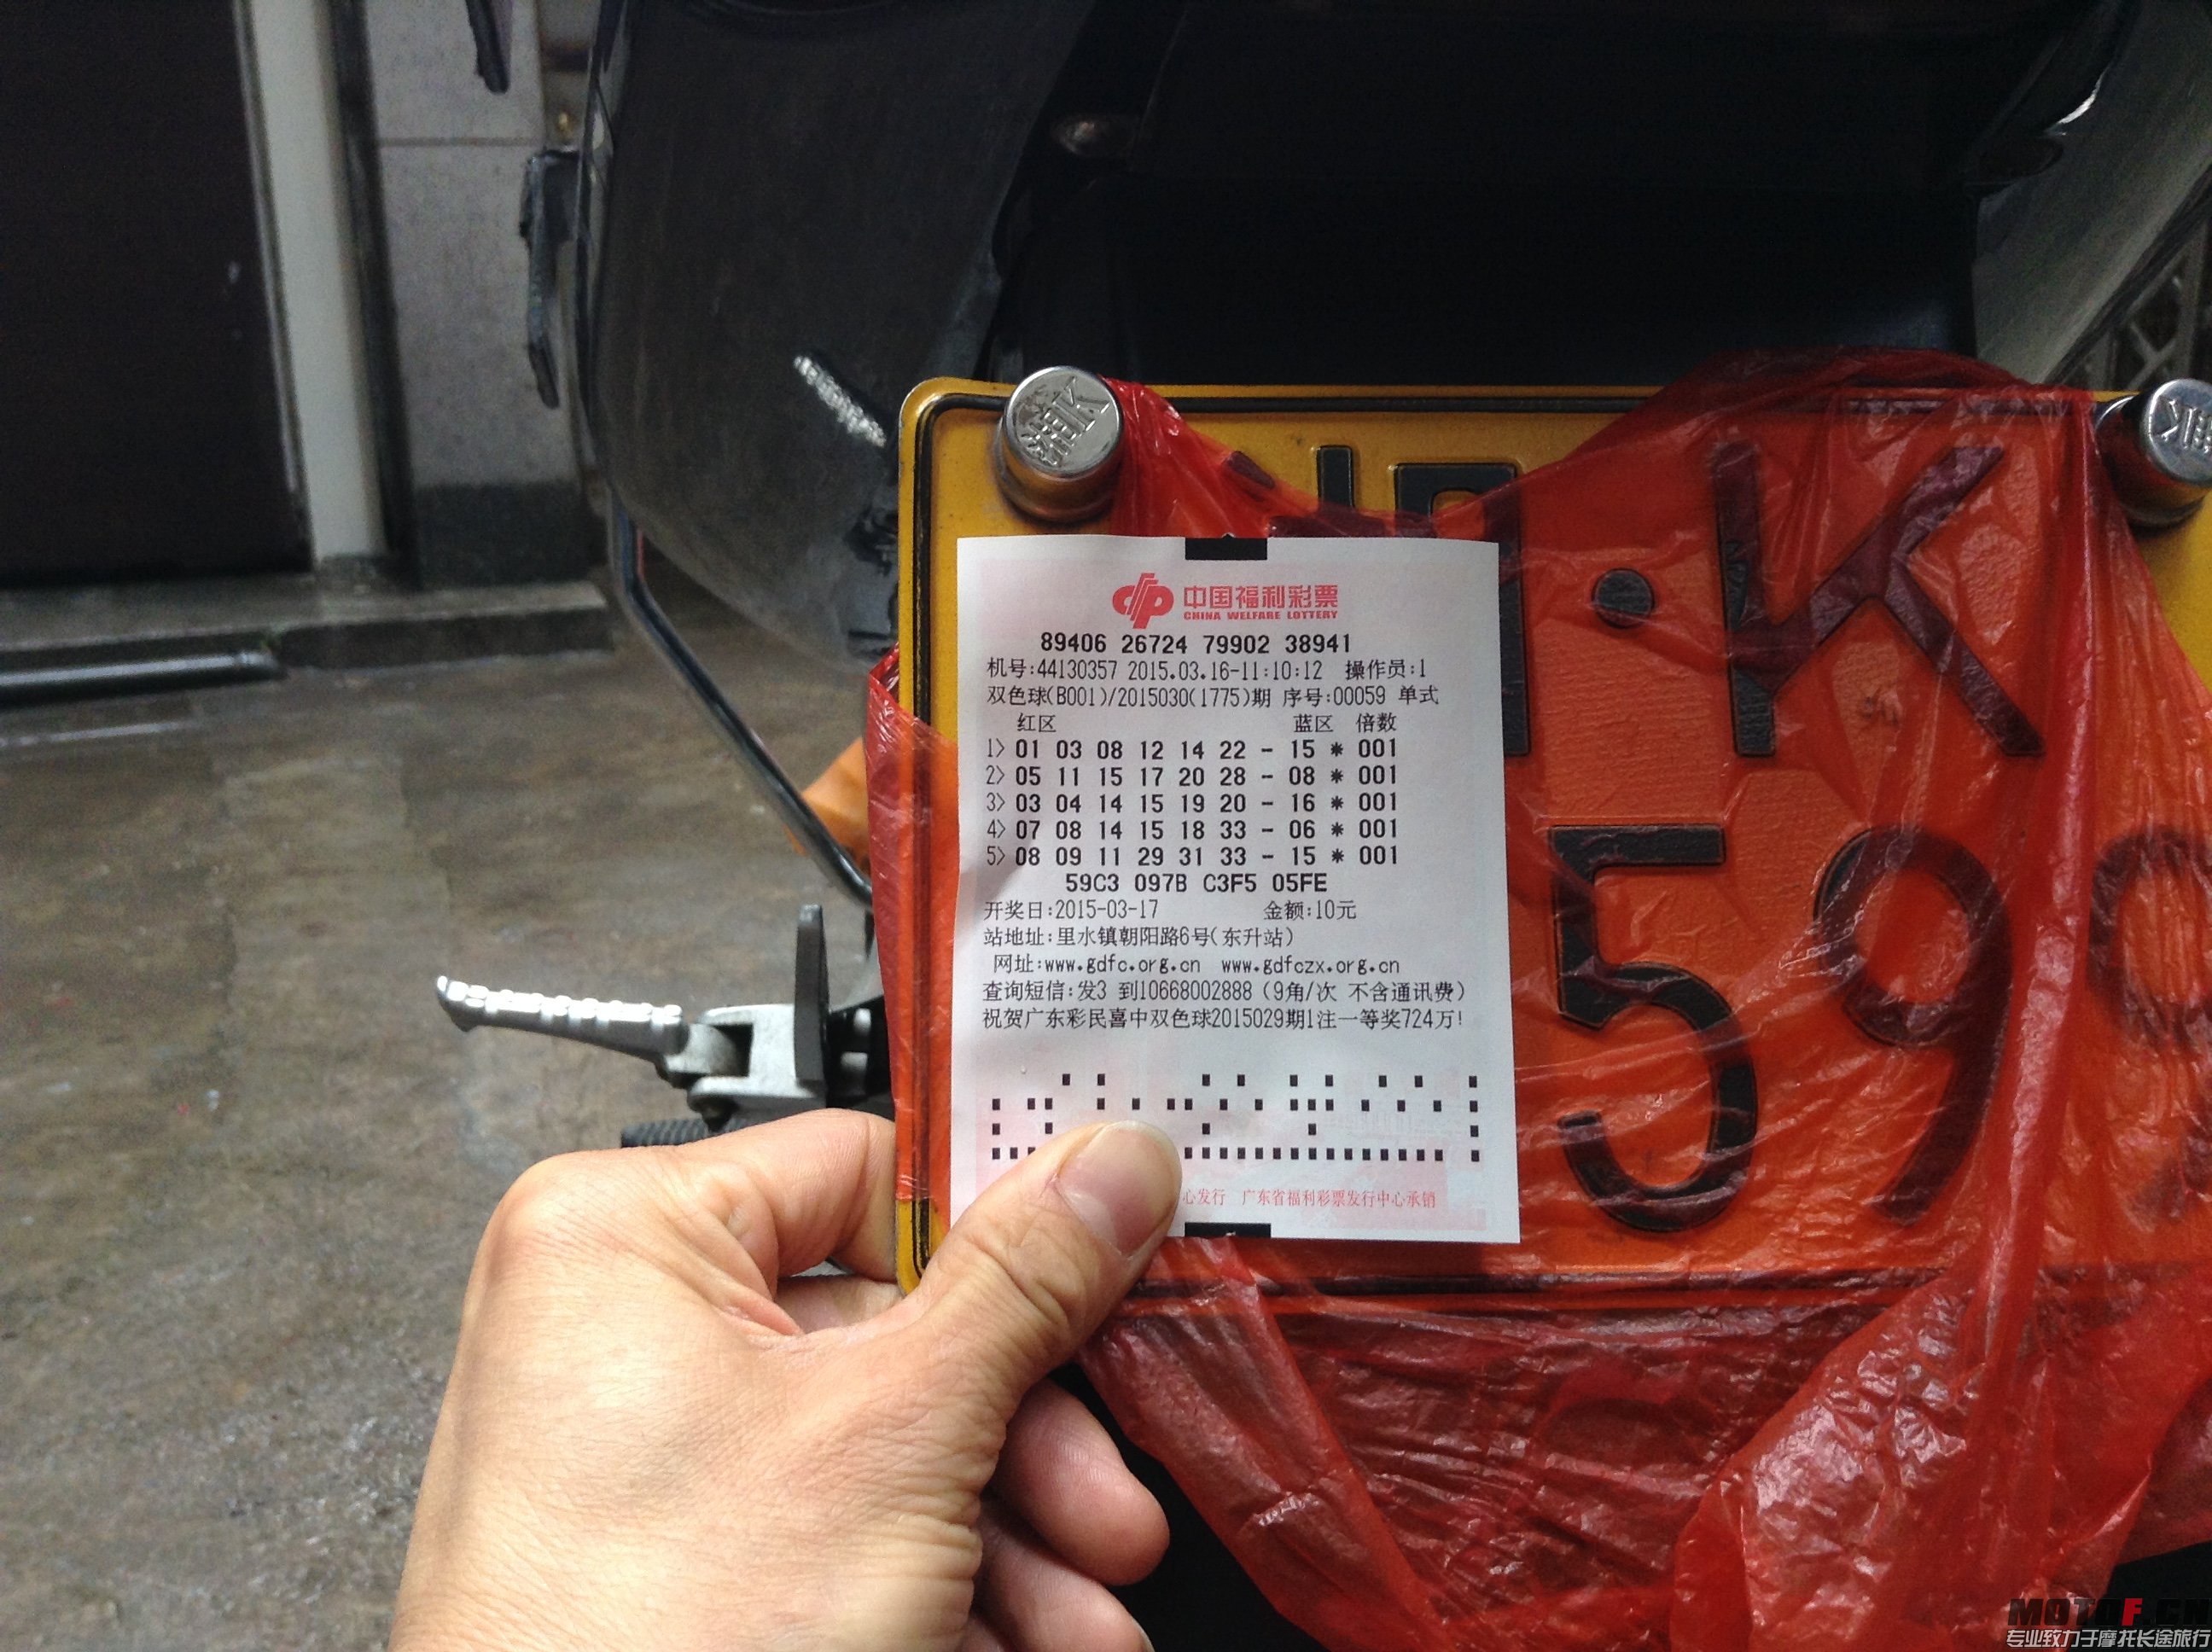 中国福利彩票
CHINA WELFARE LOTTERY
89406 26724 79902 38941
机号:44130357 2015.03.16-11:10:12 操作员:1
双色球(B001)/2015030(1775)期 序号:00059 单式
红区 蓝区 倍数
1> 01 03 08 12 14 22 - 15 * 001
2> 05 11 15 17 20 28 - 08 * 001
3> 03 04 14 15 19 20 - 16 * 001
4> 07 08 14 15 18 33 - 06 * 001
5> 08 09 11 29 31 33 - 15 * 001
59C3 097B C3F5 05FE
开奖日:2015-03-17 金额:10元
站地址:里水镇朝阳路6号(东升站)
网址:www.gdfc.org.cn www.gdfczx.org.cn
查询短信:发3 到10668002888 (9角/次 不含通讯费)
祝贺广东彩民喜中双色球2015029期1注一等奖724万!
心发行 广东省福利彩票发行中心承销
·K
599
MOTOF.CN
专业致力于摩托长途旅行